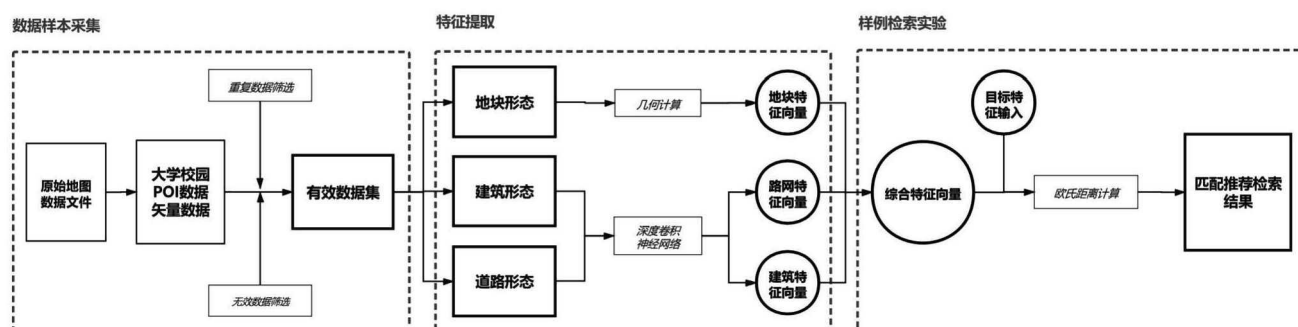 数据样本采集
特征提取
样例检索实验
重复数据筛选
原始地图
数据文件
大学校园
POI数据
矢量数据
有效数据集
无效数据筛选
地块形态
几何计算
地块特
征向量
建筑形态
深度卷积
神经网络
路网特
征向量
道路形态
建筑特
征向量
目标特
征输入
综合特征向量
欧氏距离计算
匹配推荐检索
结果